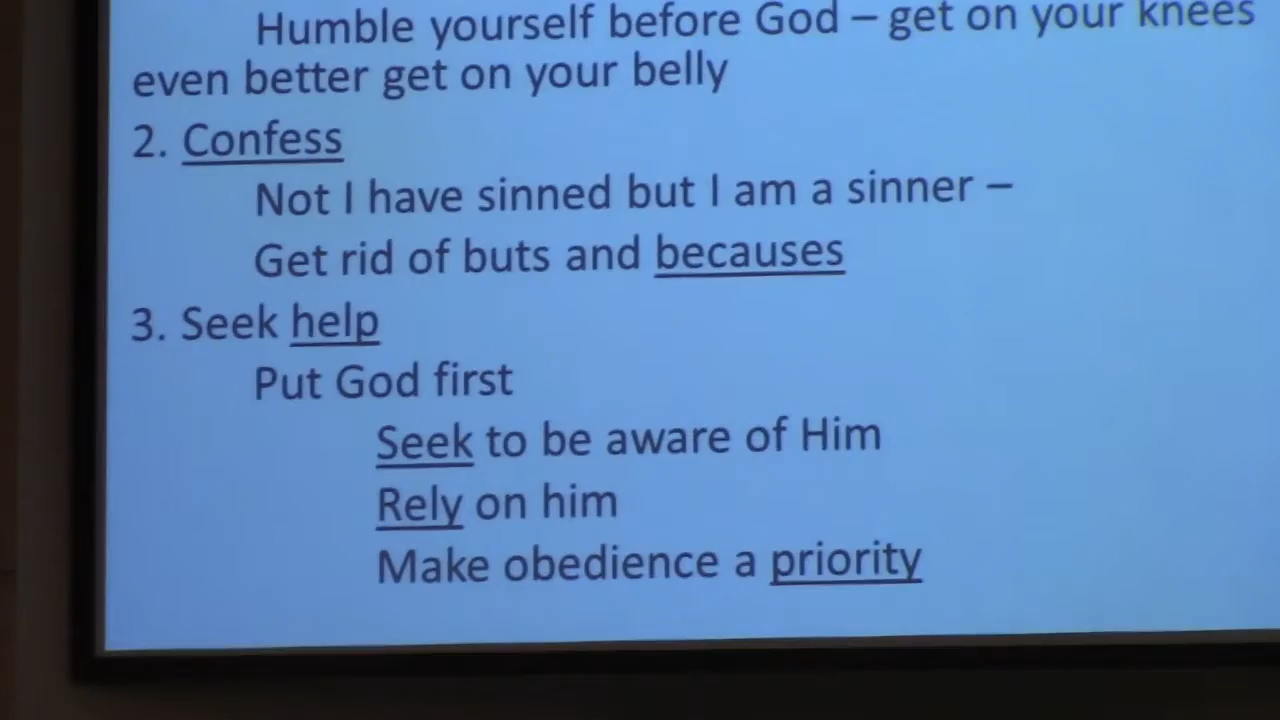 Humble yourself before God – get on your knees
even better get on your belly
2. Confess
Not I have sinned but I am a sinner –
Get rid of buts and becauses
3. Seek help
Put God first
Seek to be aware of Him
Rely on him
Make obedience a priority